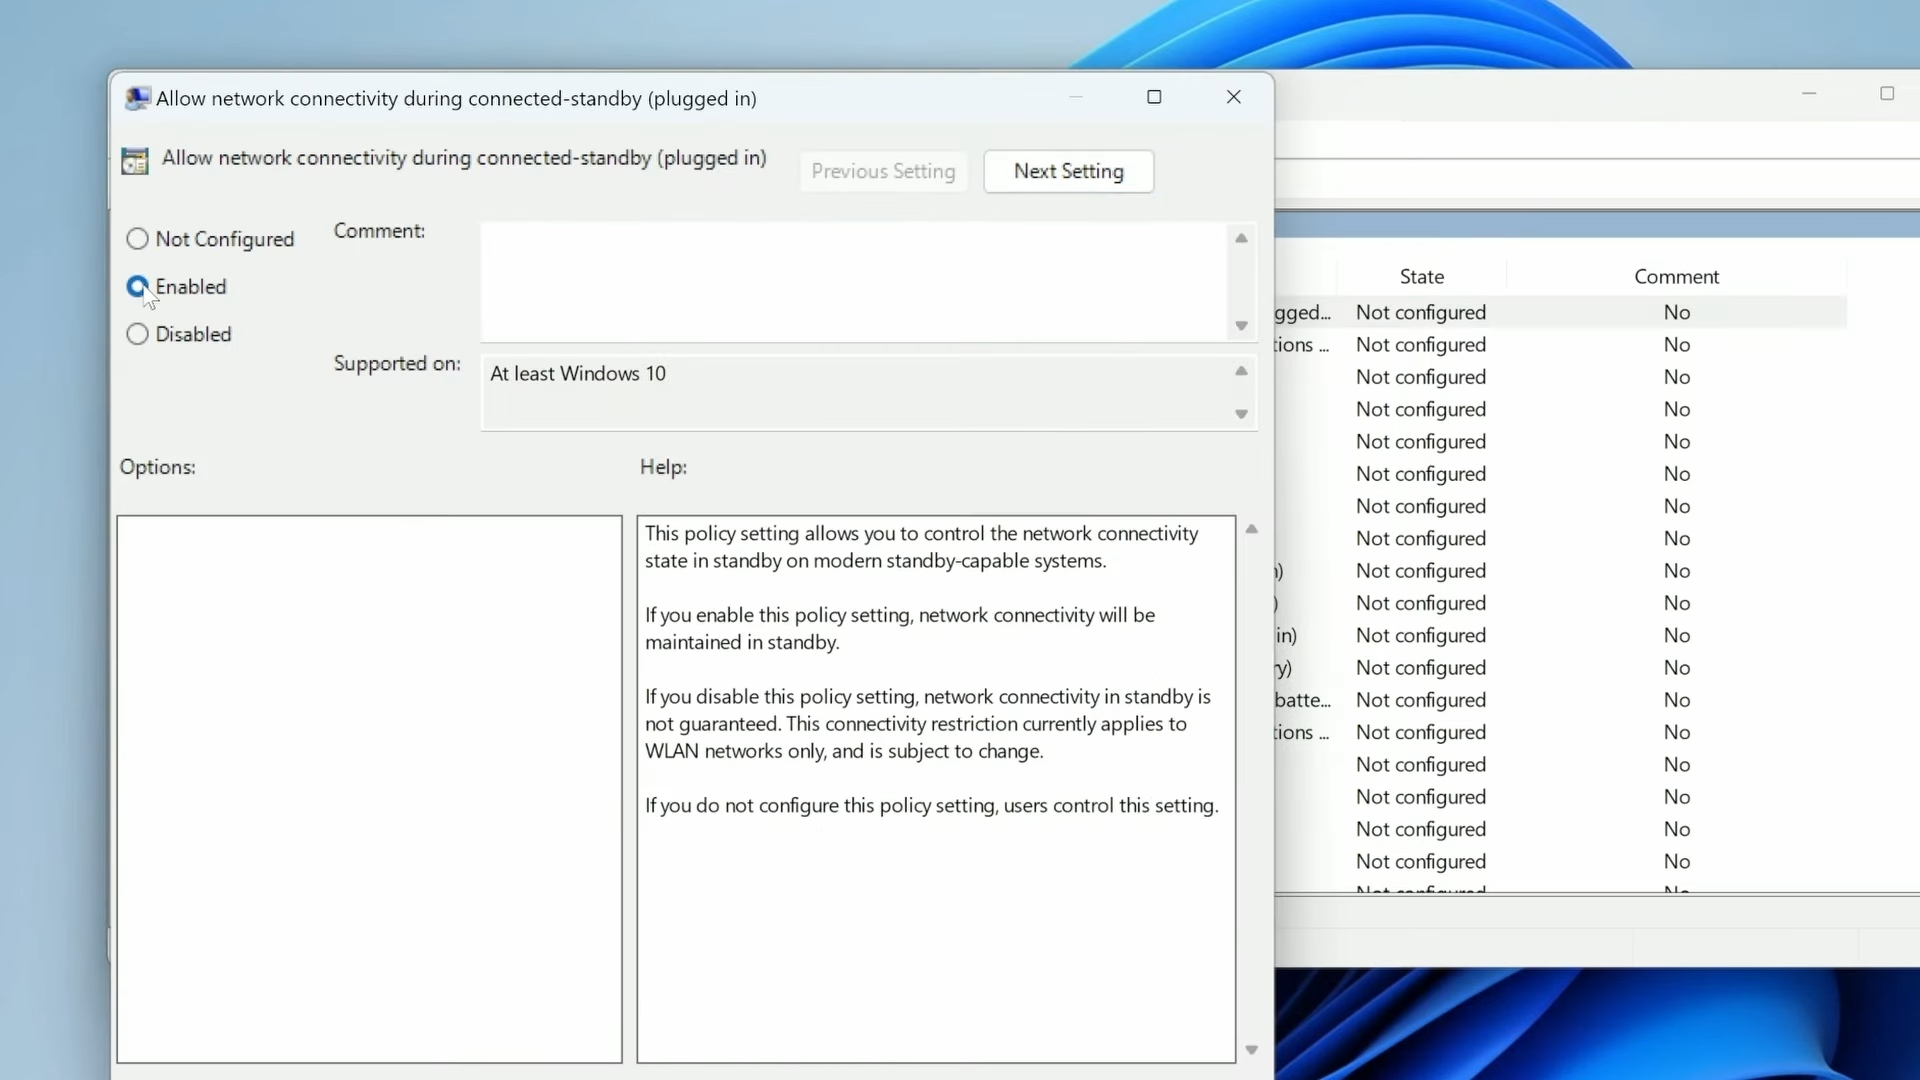 Allow network connectivity during connected-standby (plugged in)
Allow network connectivity during connected-standby (plugged in)
Previous Setting
Next Setting
Not Configured
Enabled
Disabled
Comment:
Supported on:
At least Windows 10
Options:
Help:
This policy setting allows you to control the network connectivity
state in standby on modern standby-capable systems.
If you enable this policy setting, network connectivity will be
maintained in standby.
If you disable this policy setting, network connectivity in standby is
not guaranteed. This connectivity restriction currently applies to
WLAN networks only, and is subject to change.
If you do not configure this policy setting, users control this setting.
State Comment
gged... Not configured No
tions ... Not configured No
Not configured No
Not configured No
Not configured No
Not configured No
Not configured No
Not configured No
) Not configured No
) Not configured No
in) Not configured No
y) Not configured No
batte... Not configured No
tions ... Not configured No
Not configured No
Not configured No
Not configured No
Not configured No
Not configured No